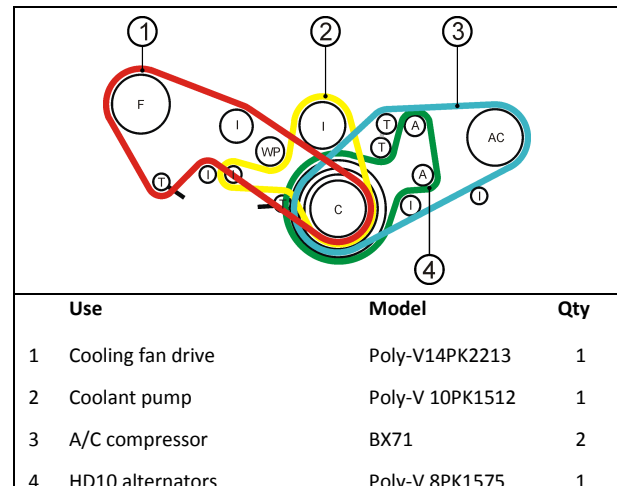 1 2 3
F I I T A AC
WP T
T I I A
T C I I
4
Use Model Qty
1 Cooling fan drive Poly-V14PK2213 1
2 Coolant pump Poly-V 10PK1512 1
3 A/C compressor BX71 2
4 HD10 alternators Poly-V 8PK1575 1